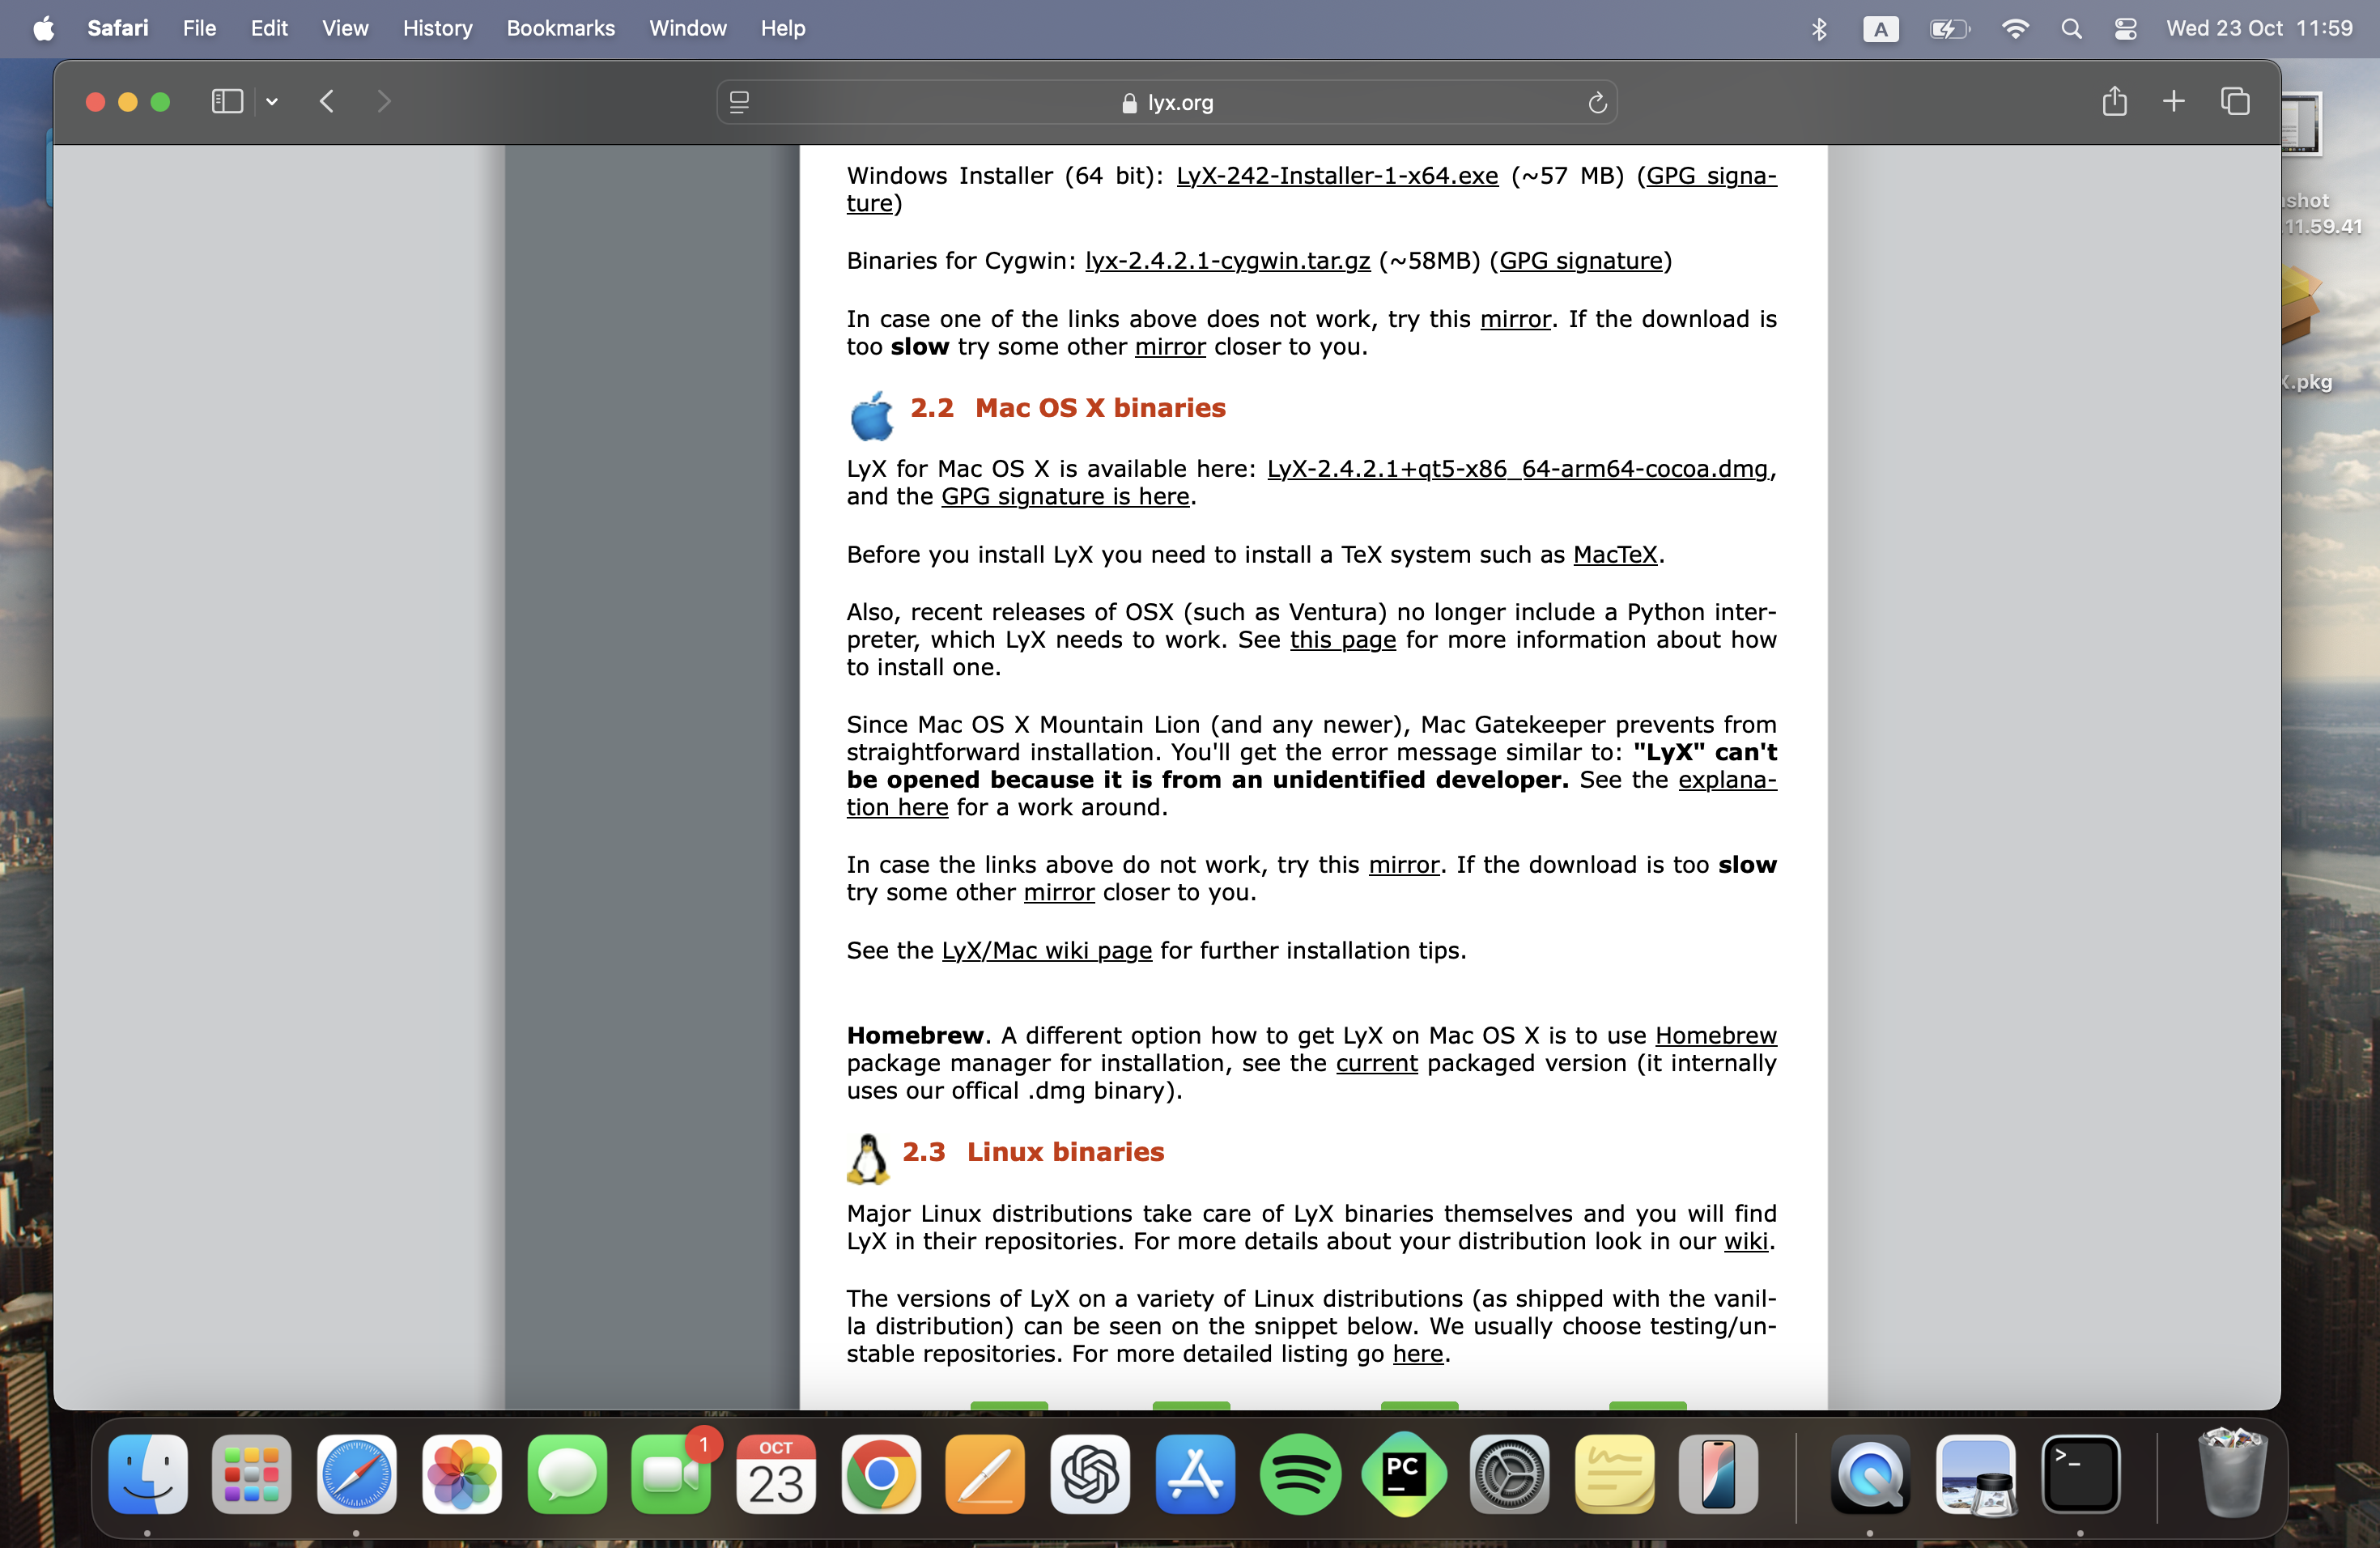 Safari File Edit View History Bookmarks Window Help A Wed 23 Oct 11:59
lyx.org
Windows Installer (64 bit): LyX-242-Installer-1-x64.exe (~57 MB) (GPG signa-
ture)
Binaries for Cygwin: lyx-2.4.2.1-cygwin.tar.gz (~58MB) (GPG signature)
In case one of the links above does not work, try this mirror. If the download is
too slow try some other mirror closer to you.
2.2 Mac OS X binaries
LyX for Mac OS X is available here: LyX-2.4.2.1+qt5-x86_64-arm64-cocoa.dmg,
and the GPG signature is here.
Before you install LyX you need to install a TeX system such as MacTeX.
Also, recent releases of OSX (such as Ventura) no longer include a Python inter-
preter, which LyX needs to work. See this page for more information about how
to install one.
Since Mac OS X Mountain Lion (and any newer), Mac Gatekeeper prevents from
straightforward installation. You'll get the error message similar to: "LyX" can't
be opened because it is from an unidentified developer. See the explana-
tion here for a work around.
In case the links above do not work, try this mirror. If the download is too slow
try some other mirror closer to you.
See the LyX/Mac wiki page for further installation tips.
Homebrew. A different option how to get LyX on Mac OS X is to use Homebrew
package manager for installation, see the current packaged version (it internally
uses our offical .dmg binary).
2.3 Linux binaries
Major Linux distributions take care of LyX binaries themselves and you will find
LyX in their repositories. For more details about your distribution look in our wiki.
The versions of LyX on a variety of Linux distributions (as shipped with the vanil-
la distribution) can be seen on the snippet below. We usually choose testing/un-
stable repositories. For more detailed listing go here.
shot
11.59.41
X.pkg
1
OCT
23
PC
>_